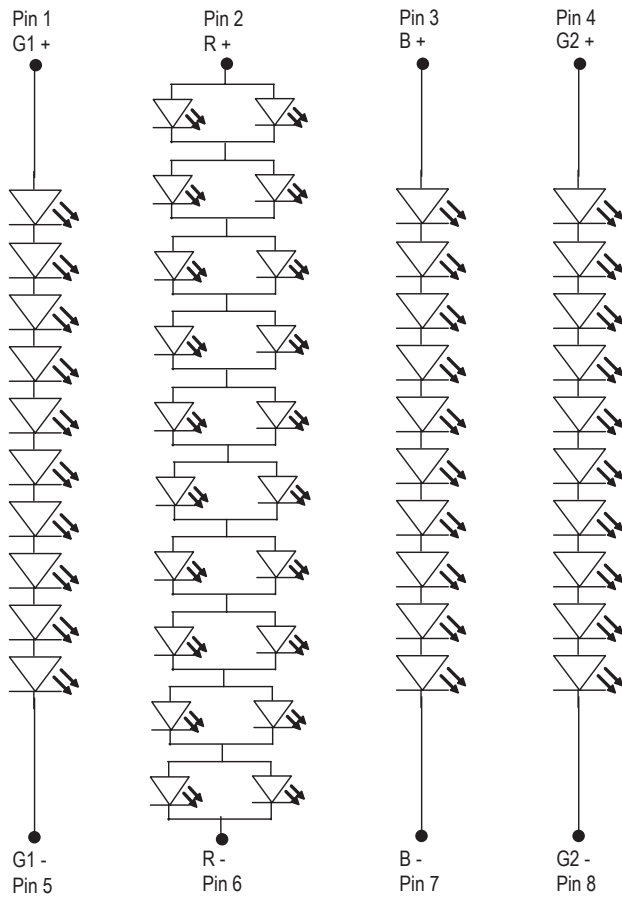 Pin 1
G1 +
Pin 2
R +
Pin 3
B +
Pin 4
G2 +
G1 -
Pin 5
R -
Pin 6
B -
Pin 7
G2 -
Pin 8